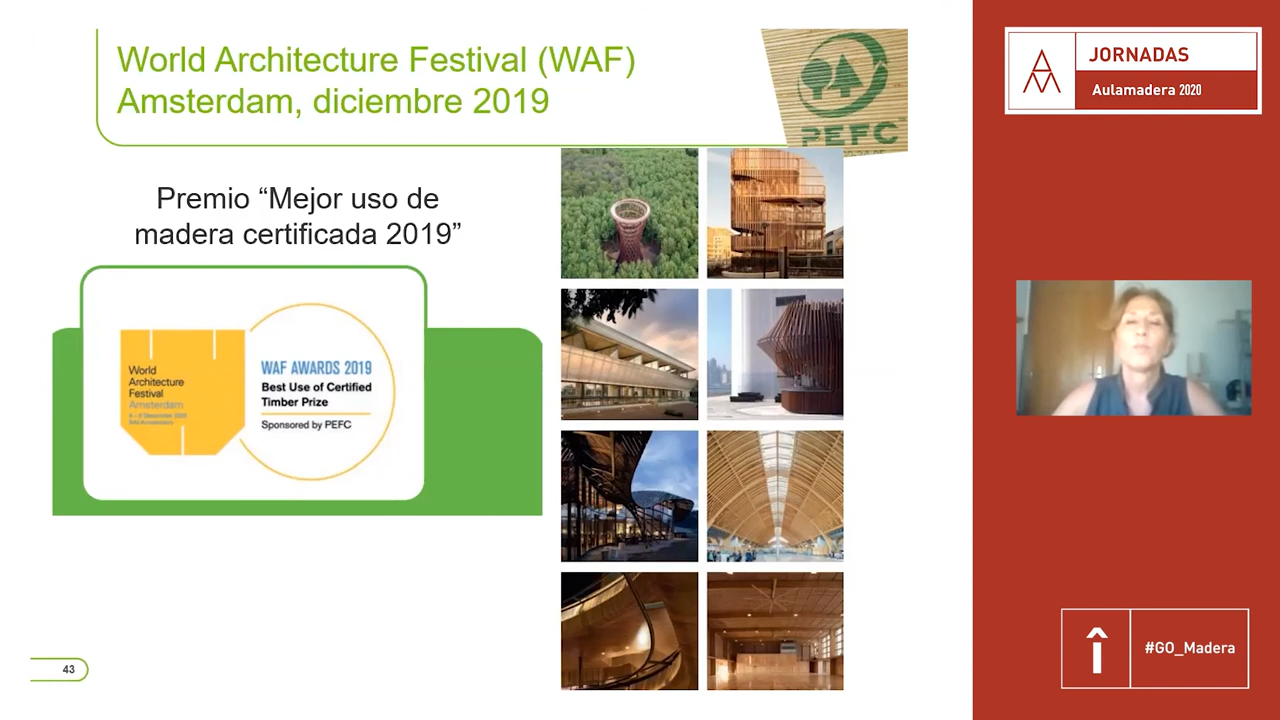 World Architecture Festival (WAF)
Amsterdam, diciembre 2019
PEFC
Premio “Mejor uso de
madera certificada 2019”
World
Architecture
Festival
Amsterdam
WAF AWARDS 2019
Best Use of Certified
Timber Prize
Sponsored by PEFC
43
JORNADAS
Aulamadera 2020
#GO_Madera